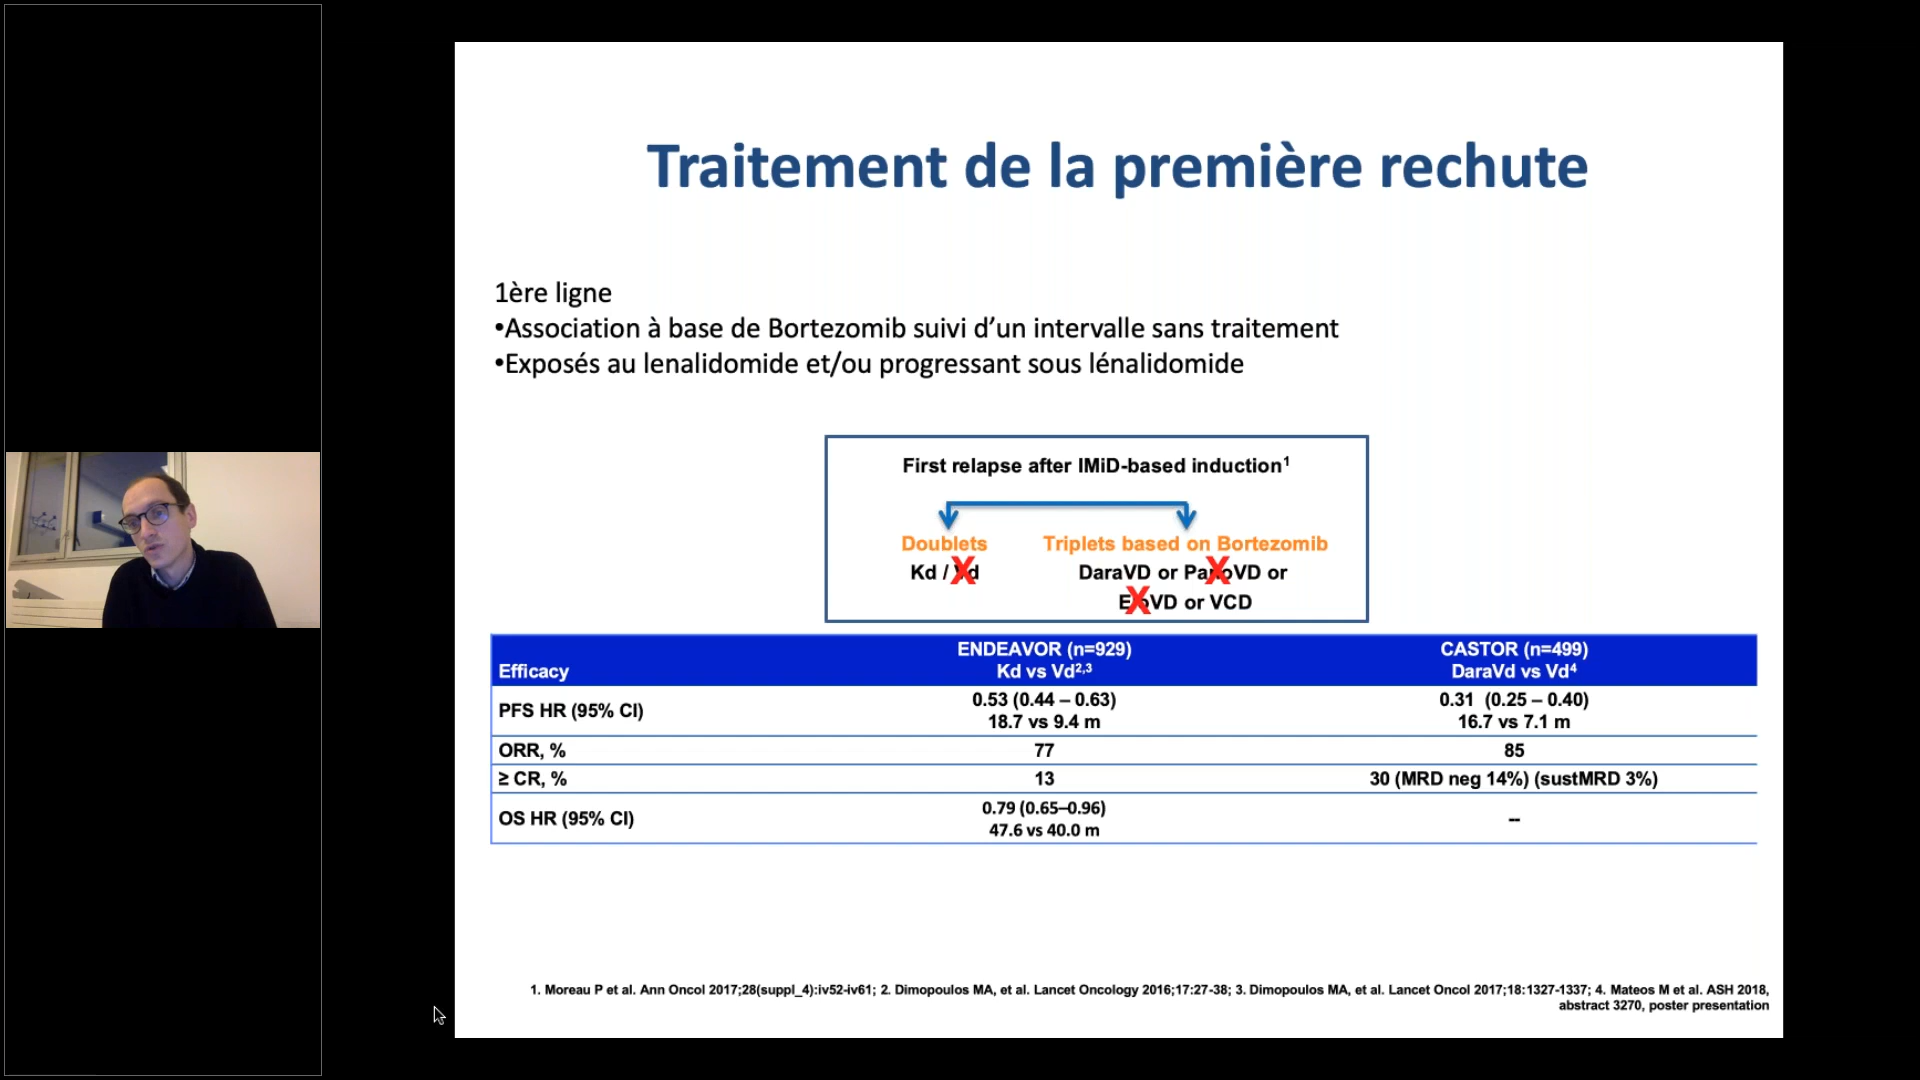 Traitement de la première rechute
1ère ligne
•Association à base de Bortezomib suivi d’un intervalle sans traitement
•Exposés au lenalidomide et/ou progressant sous lénalidomide
First relapse after IMiD-based induction¹
Doublets
Triplets based on Bortezomib
Kd / Vd
DaraVD or PanoVD or
EloVD or VCD
Efficacy
ENDEAVOR (n=929)
Kd vs Vd²,³
CASTOR (n=499)
DaraVd vs Vd⁴
PFS HR (95% CI)
0.53 (0.44 – 0.63)
18.7 vs 9.4 m
0.31 (0.25 – 0.40)
16.7 vs 7.1 m
ORR, %
77
85
≥ CR, %
13
30 (MRD neg 14%) (sustMRD 3%)
OS HR (95% CI)
0.79 (0.65–0.96)
47.6 vs 40.0 m
--
1. Moreau P et al. Ann Oncol 2017;28(suppl_4):iv52-iv61; 2. Dimopoulos MA, et al. Lancet Oncology 2016;17:27-38; 3. Dimopoulos MA, et al. Lancet Oncol 2017;18:1327-1337; 4. Mateos M et al. ASH 2018,
abstract 3270, poster presentation